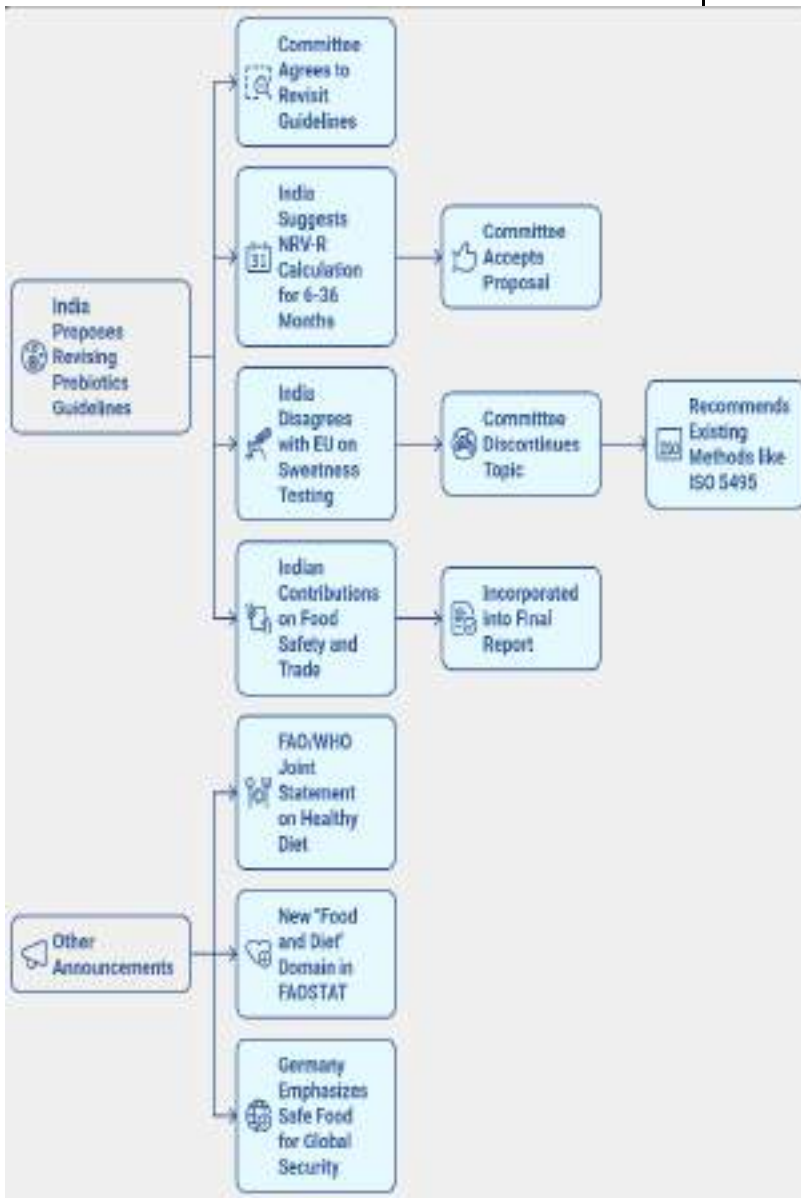 Committee
Agrees to
Revisit
Guidelines
India
Suggests
NRV-R
Calculation
for 6-36
Months
31
Committee
Accepts
Proposal
India
Proposes
Revising
Prebiotics
Guidelines
India
Disagrees
with EU on
Sweetness
Testing
Committee
Discontinues
Topic
Recommends
Existing
Methods like
ISO 5495
ISO
Indian
Contributions
on Food
Safety and
Trade
Incorporated
into Final
Report
FAO/WHO
Joint
Statement
on Healthy
Diet
Other
Announcements
New "Food
and Diet"
Domain in
FAOSTAT
Germany
Emphasizes
Safe Food
for Global
Security